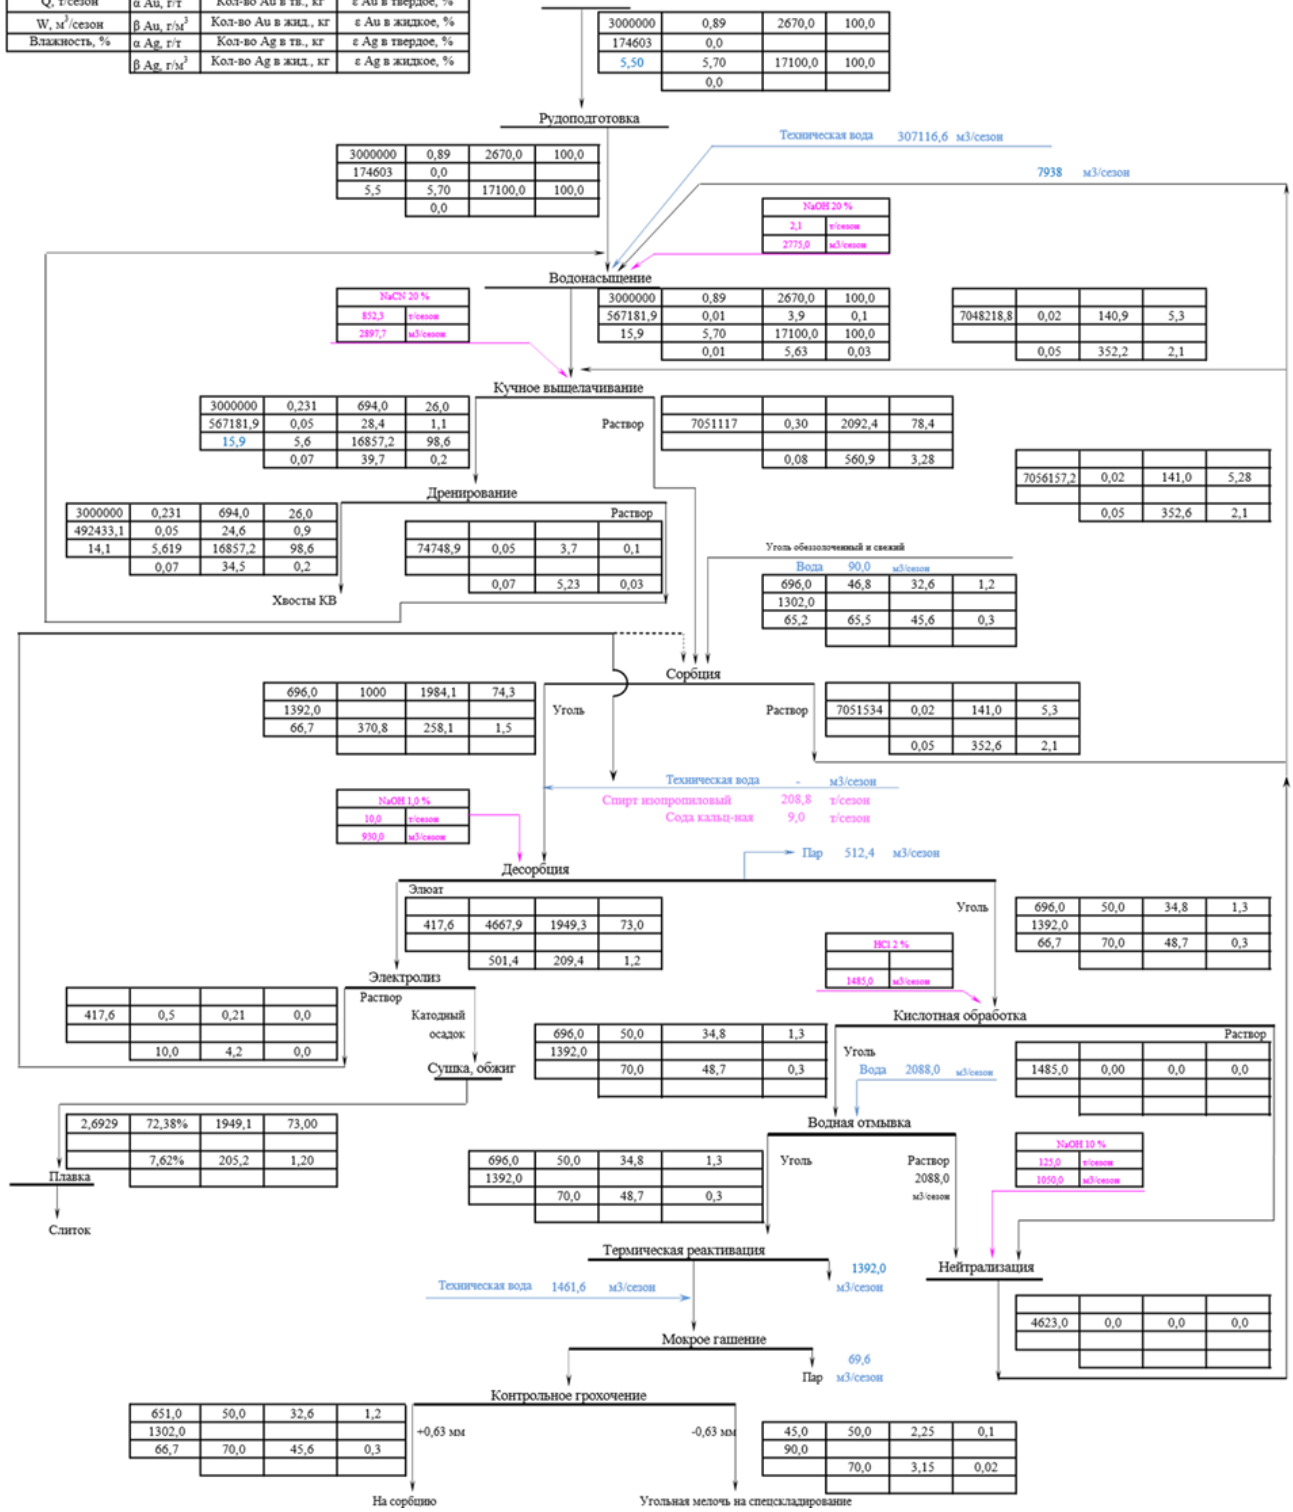 Q, т/сезон α Au, г/т Кол-во Au в тв., кг ε Au в твердое, %
W, м³/сезон β Au, г/м³ Кол-во Au в жид., кг ε Au в жидкое, %
Влажность, % α Ag, г/т Кол-во Ag в тв., кг ε Ag в твердое, %
β Ag, г/м³ Кол-во Ag в жид., кг ε Ag в жидкое, %
3000000 0,89 2670,0 100,0
174603 0,0
5,50 5,70 17100,0 100,0
0,0
Рудоподготовка
3000000 0,89 2670,0 100,0
174603 0,0
5,5 5,70 17100,0 100,0
0,0
Техническая вода 307116,6 м3/сезон
7938 м3/сезон
NaOH 20 %
2,1 т/сезон
2775,0 м3/сезон
Водонасыщение
NaCN 20 %
852,3 т/сезон
2897,7 м3/сезон
3000000 0,89 2670,0 100,0
567181,9 0,01 3,9 0,1
15,9 5,70 17100,0 100,0
0,01 5,63 0,03
7048218,8 0,02 140,9 5,3
0,05 352,2 2,1
Кучное выщелачивание
3000000 0,231 694,0 26,0
567181,9 0,05 28,4 1,1
15,9 5,6 16857,2 98,6
0,07 39,7 0,2
Раствор
7051117 0,30 2092,4 78,4
0,08 560,9 3,28
7056157,2 0,02 141,0 5,28
0,05 352,6 2,1
Дренирование
3000000 0,231 694,0 26,0
492433,1 0,05 24,6 0,9
14,1 5,619 16857,2 98,6
0,07 34,5 0,2
Раствор
74748,9 0,05 3,7 0,1
0,07 5,23 0,03
Хвосты КВ
Уголь обеззолоченный и свежий
Вода 90,0 м3/сезон
696,0 46,8 32,6 1,2
1302,0
65,2 65,5 45,6 0,3
Сорбция
696,0 1000 1984,1 74,3
1392,0
66,7 370,8 258,1 1,5
Уголь
Раствор
7051534 0,02 141,0 5,3
0,05 352,6 2,1
Техническая вода - м3/сезон
Спирт изопропиловый 208,8 т/сезон
Сода кальц-ная 9,0 т/сезон
NaOH 1,0 %
10,0 т/сезон
930,0 м3/сезон
Пар 512,4 м3/сезон
Десорбция
Элюат
417,6 4667,9 1949,3 73,0
501,4 209,4 1,2
Уголь
696,0 50,0 34,8 1,3
1392,0
66,7 70,0 48,7 0,3
HCl 2 %
1485,0 м3/сезон
Электролиз
Раствор
Катодный
осадок
417,6 0,5 0,21 0,0
10,0 4,2 0,0
Кислотная обработка
696,0 50,0 34,8 1,3
1392,0
70,0 48,7 0,3
Уголь
Вода 2088,0 м3/сезон
Раствор
1485,0 0,00 0,0 0,0
Сушка, обжиг
2,6929 72,38% 1949,1 73,00
7,62% 205,2 1,20
Плавка
Слиток
Водная отмывка
696,0 50,0 34,8 1,3
1392,0
70,0 48,7 0,3
Уголь
Раствор
2088,0
м3/сезон
NaOH 10 %
125,0 т/сезон
1050,0 м3/сезон
Термическая реактивация
1392,0
м3/сезон
Нейтрализация
Техническая вода 1461,6 м3/сезон
4623,0 0,0 0,0 0,0
Мокрое гашение
69,6
Пар м3/сезон
Контрольное грохочение
651,0 50,0 32,6 1,2
1302,0
66,7 70,0 45,6 0,3
+0,63 мм
-0,63 мм
45,0 50,0 2,25 0,1
90,0
70,0 3,15 0,02
На сорбцию
Угольная мелочь на спецскладирование